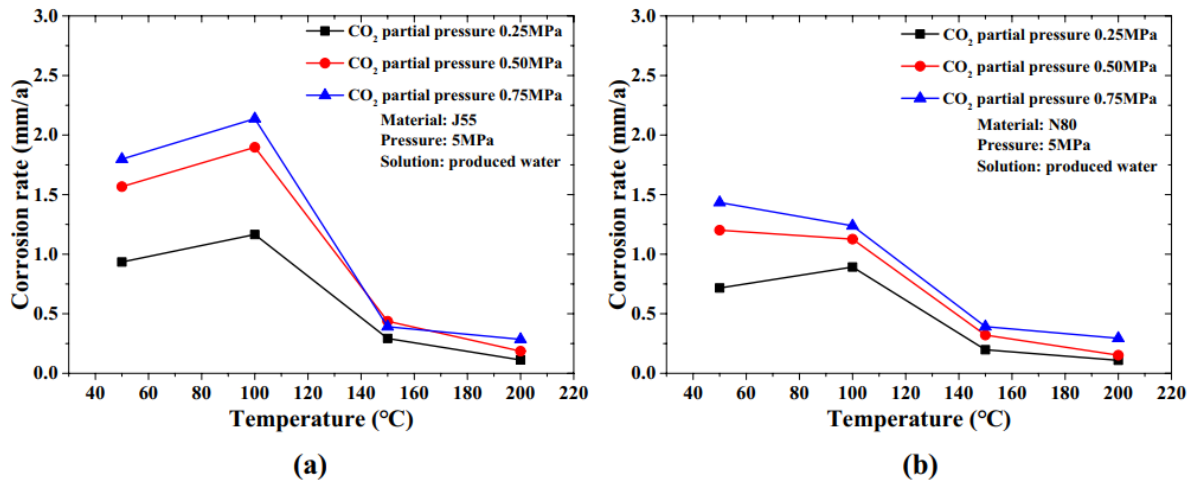 3.0
2.5
2.0
1.5
1.0
0.5
0.0
Corrosion rate (mm/a)
CO₂ partial pressure 0.25MPa
CO₂ partial pressure 0.50MPa
CO₂ partial pressure 0.75MPa
Material: J55
Pressure: 5MPa
Solution: produced water
40 60 80 100 120 140 160 180 200 220
Temperature (°C)
(a)
3.0
2.5
2.0
1.5
1.0
0.5
0.0
Corrosion rate (mm/a)
CO₂ partial pressure 0.25MPa
CO₂ partial pressure 0.50MPa
CO₂ partial pressure 0.75MPa
Material: N80
Pressure: 5MPa
Solution: produced water
40 60 80 100 120 140 160 180 200 220
Temperature (°C)
(b)